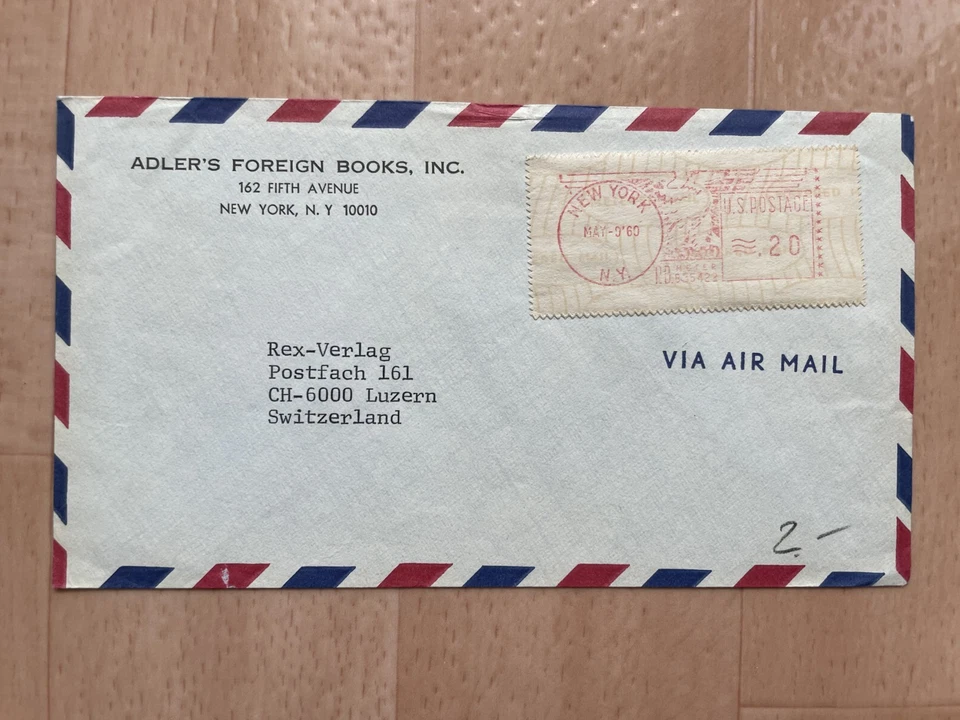 ADLER'S FOREIGN BOOKS, INC.
162 FIFTH AVENUE
NEW YORK, N. Y 10010
NEW YORK
N.Y.
U.S. POSTAGE
.20
VIA AIR MAIL
Rex-Verlag
Postfach 161
CH-6000 Luzern
Switzerland
2.-